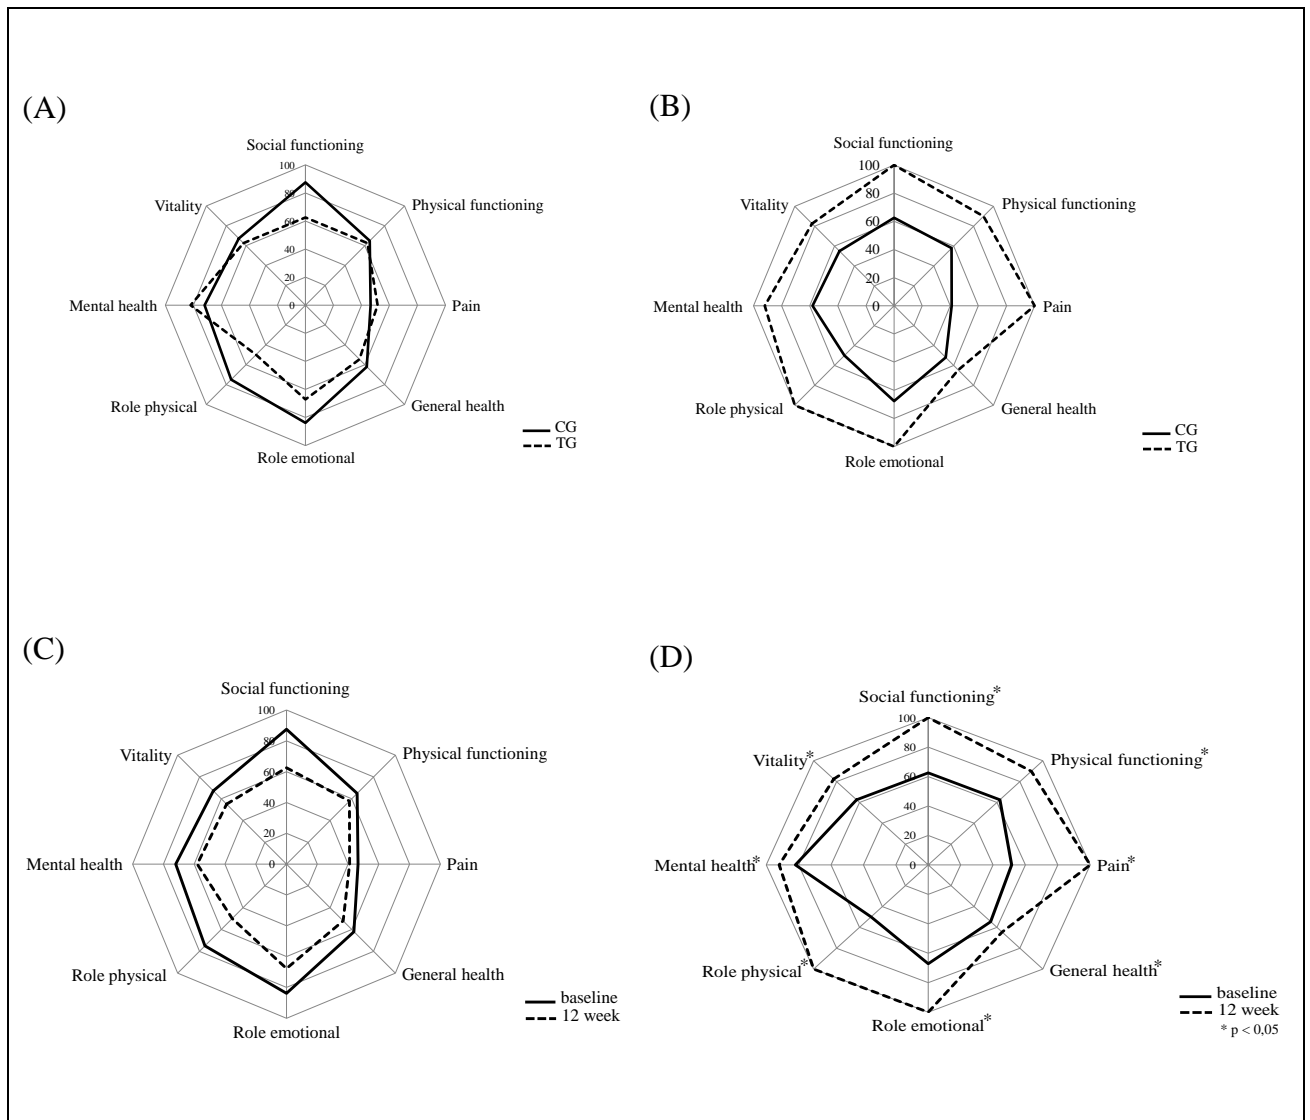 (A)
Social functioning
100
80
60
40
20
0
Vitality
Physical functioning
Mental health
Pain
Role physical
General health
Role emotional
CG
TG
(B)
Social functioning
100
80
60
40
20
0
Vitality
Physical functioning
Mental health
Pain
Role physical
General health
Role emotional
CG
TG
(C)
Social functioning
100
80
60
40
20
0
Vitality
Physical functioning
Mental health
Pain
Role physical
General health
Role emotional
baseline
12 week
(D)
Social functioning*
100
80
60
40
20
0
Vitality*
Physical functioning*
Mental health*
Pain*
Role physical*
General health*
Role emotional*
baseline
12 week
* p < 0,05